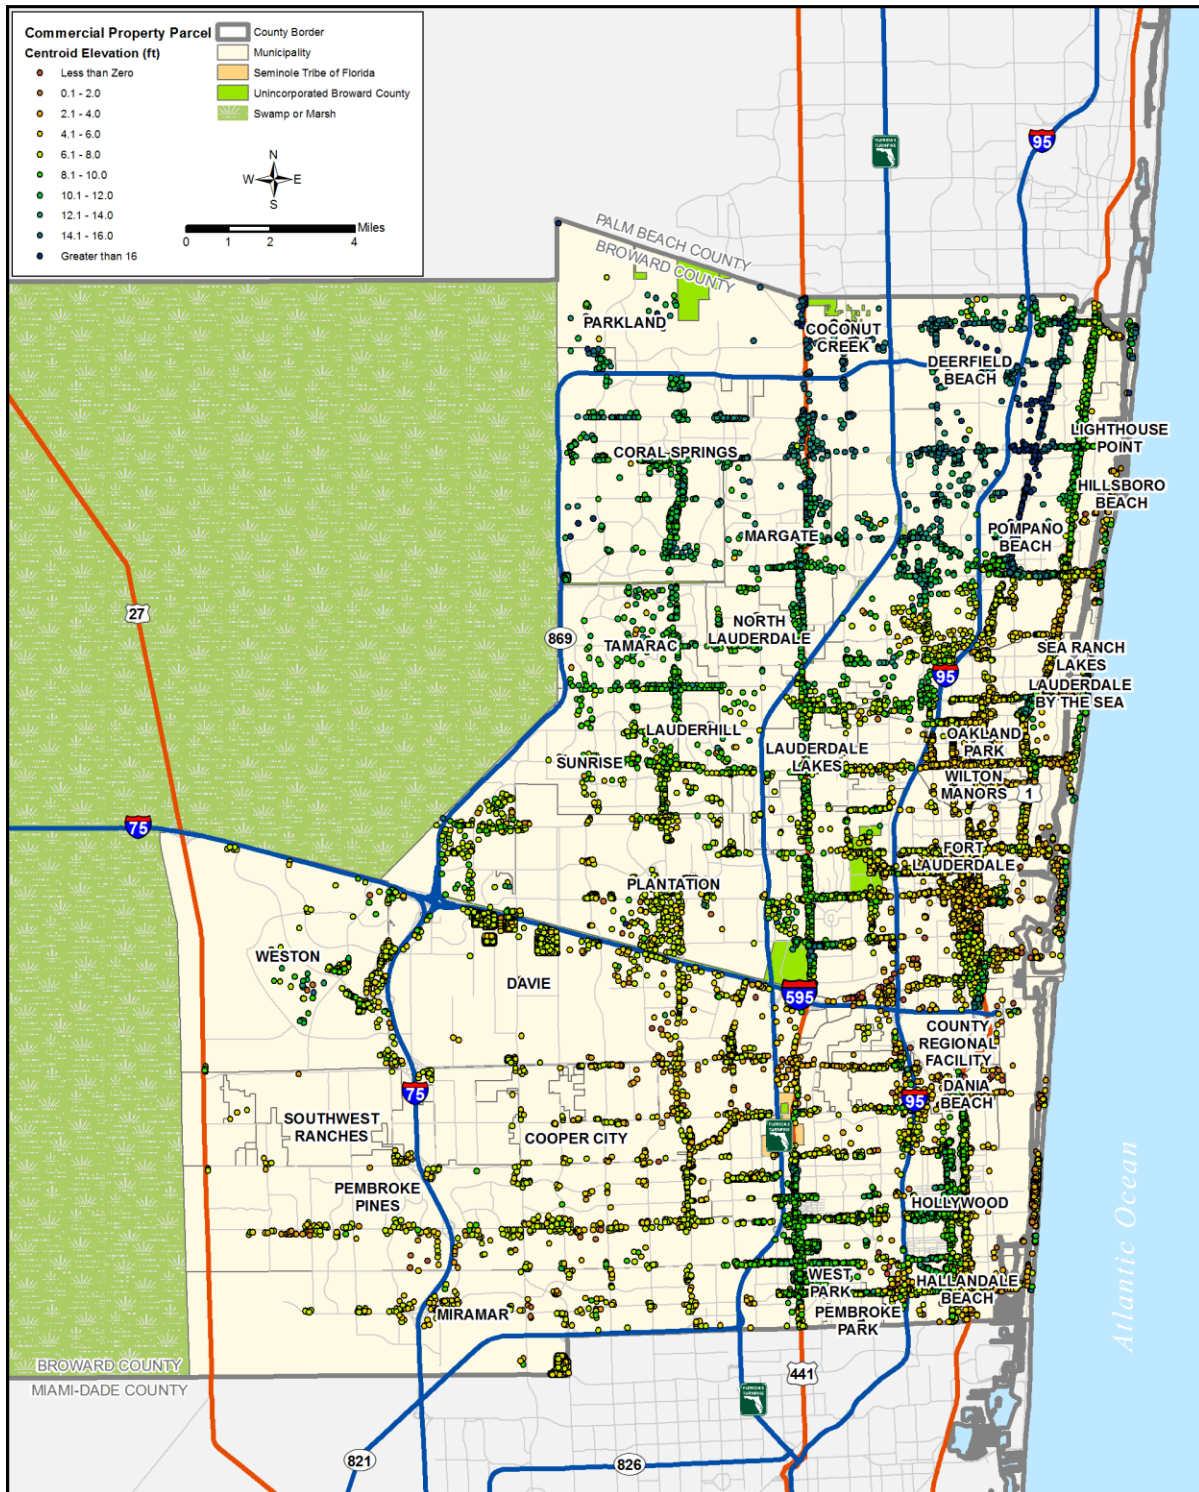 Commercial Property Parcel
Centroid Elevation (ft)
Less than Zero
0.1 - 2.0
2.1 - 4.0
4.1 - 6.0
6.1 - 8.0
8.1 - 10.0
10.1 - 12.0
12.1 - 14.0
14.1 - 16.0
Greater than 16
County Border
Municipality
Seminole Tribe of Florida
Unincorporated Broward County
Swamp or Marsh
N
W E
S
0 1 2 4 Miles
95
PALM BEACH COUNTY
BROWARD COUNTY
PARKLAND
COCONUT
CREEK
DEERFIELD
BEACH
LIGHTHOUSE
POINT
CORAL SPRINGS
HILLSBORO
BEACH
MARGATE
POMPANO
BEACH
27
869
NORTH
LAUDERDALE
TAMARAC
SEA RANCH
LAKES
95
LAUDERDALE
BY THE SEA
LAUDERHILL
OAKLAND
PARK
SUNRISE
LAUDERDALE
LAKES
WILTON
MANORS
1
75
FORT
LAUDERDALE
PLANTATION
WESTON
DAVIE
595
COUNTY
REGIONAL
FACILITY
75
95
DANIA
BEACH
SOUTHWEST
RANCHES
COOPER CITY
FLORIDA'S
TURNPIKE
PEMBROKE
PINES
HOLLYWOOD
WEST
PARK
HALLANDALE
BEACH
MIRAMAR
PEMBROKE
PARK
Atlantic Ocean
BROWARD COUNTY
MIAMI-DADE COUNTY
441
821
826